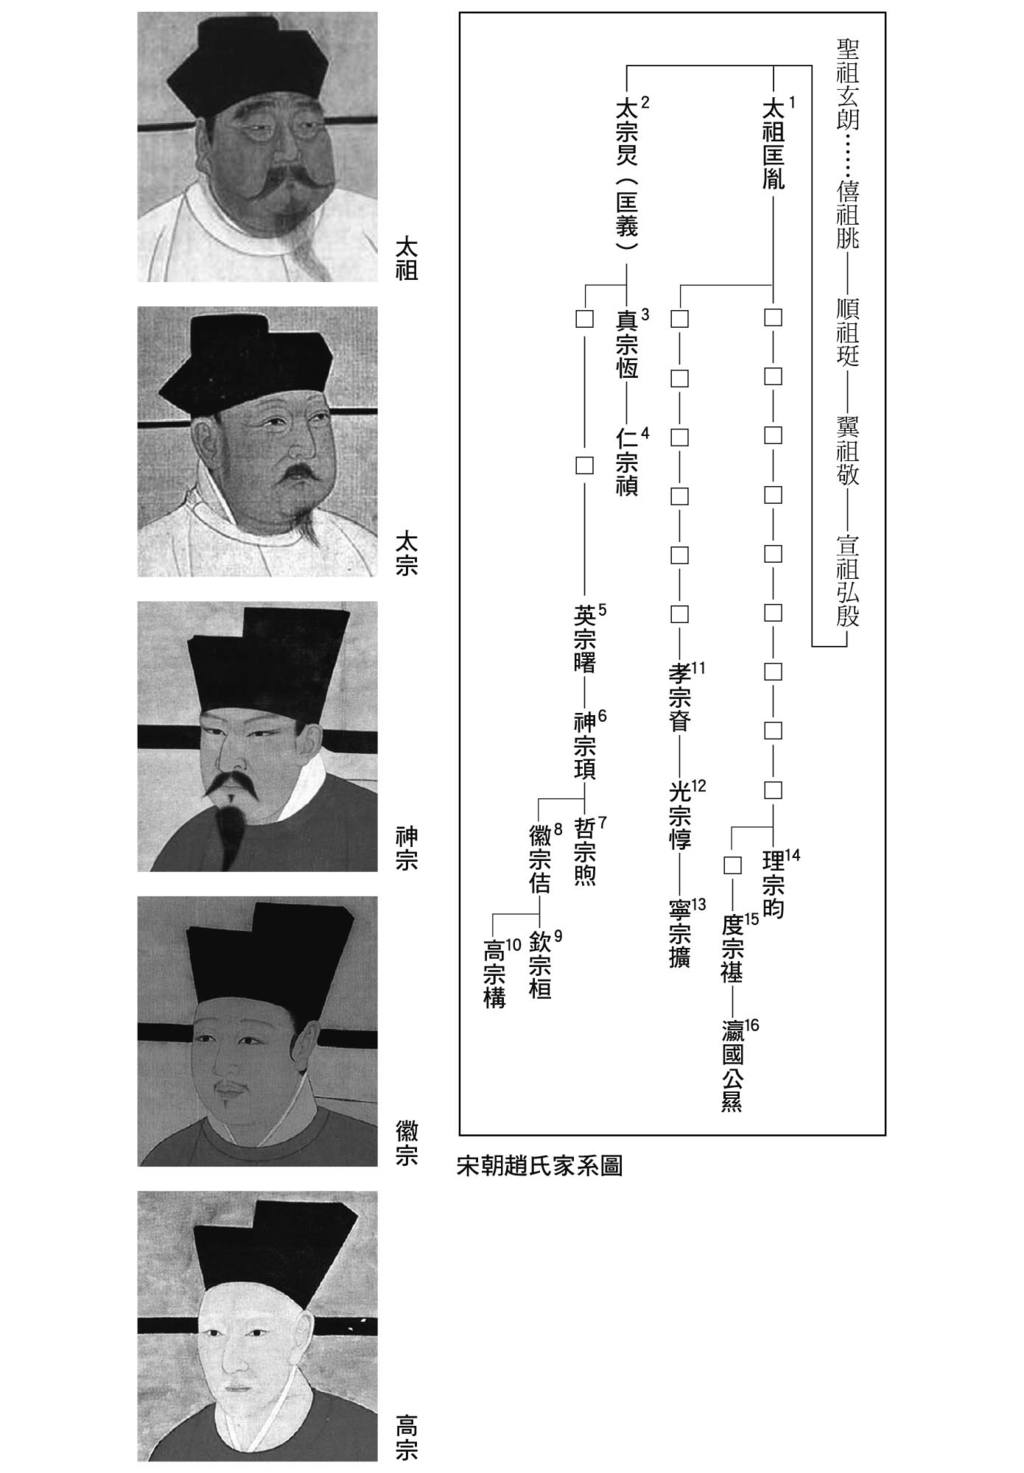 聖祖玄朗……僖祖朓
順祖珽
翼祖敬
宣祖弘殷
1
太祖匡胤
2
太宗炅（匡義）
3
真宗恆
4
仁宗禎
5
英宗曙
6
神宗頊
7
哲宗煦
8
徽宗佶
9
欽宗桓
10
高宗構
11
孝宗眘
12
光宗惇
13
寧宗擴
14
理宗昀
15
度宗禥
16
瀛國公㬎
宋朝趙氏家系圖
太祖
太宗
神宗
徽宗
高宗